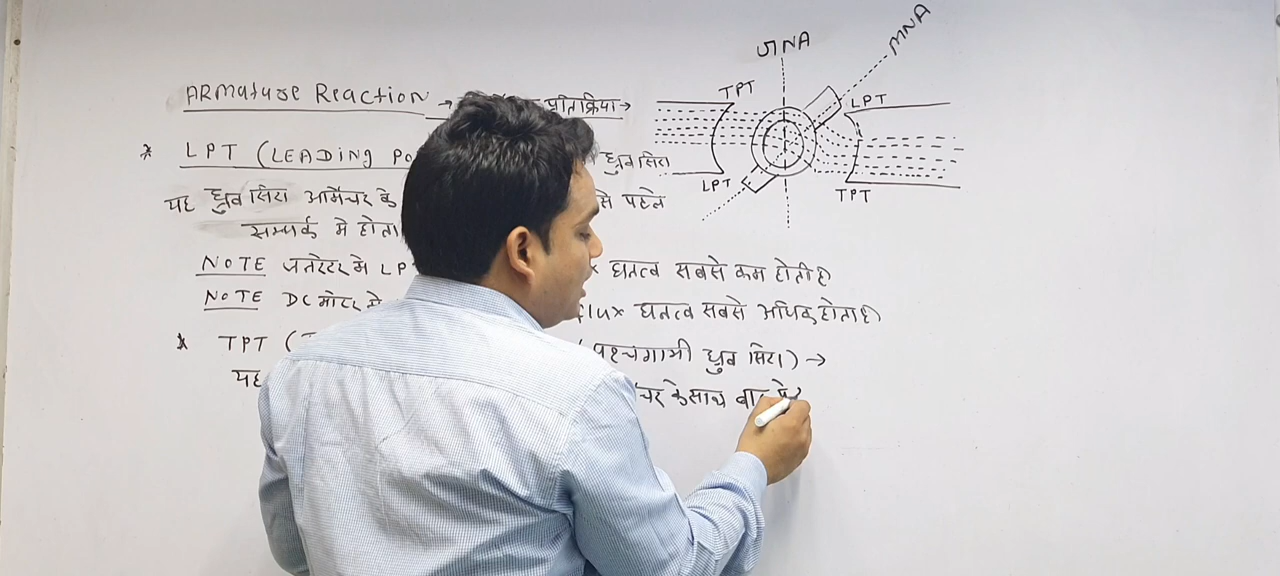 ARMature Reaction → प्रतिक्रिया →
* LPT (LEADING PO ध्रुव सिरा
यह ध्रुव सिरा आर्मेचर के से पहले
सम्पर्क मे होता
NOTE जनरेटर मे LP x घनत्व सबसे कम होती है
NOTE DC मोटर मे flux घनत्व सबसे अधिक होता है
* TPT ( पश्चगामी ध्रुव सिरा) →
यह चर के साथ बाद मे
GNA
MNA
TPT
LPT
LPT
TPT